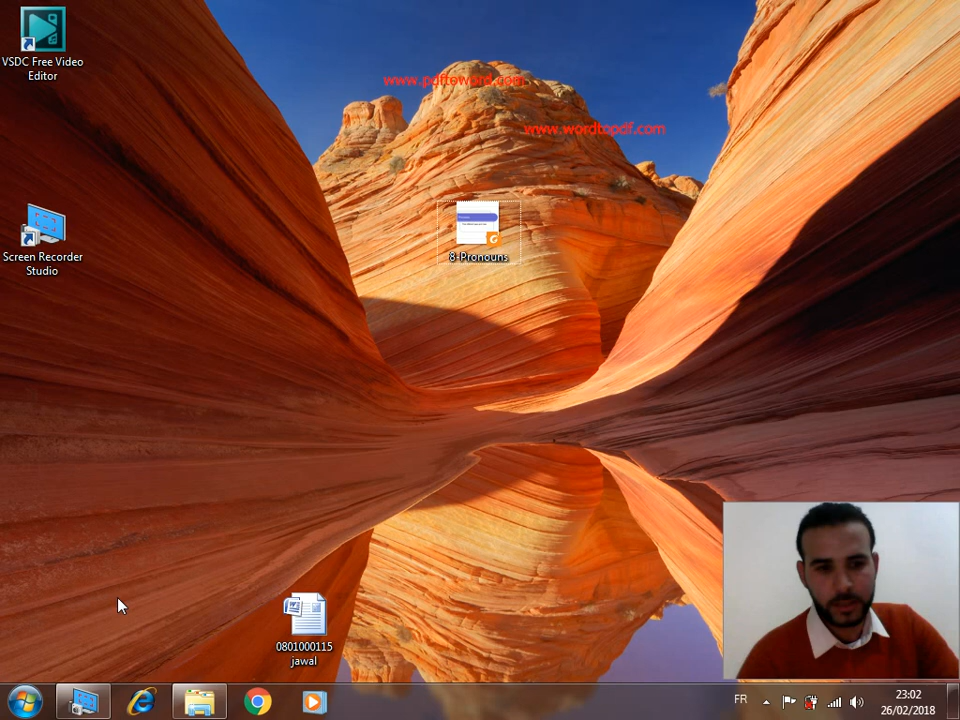 VSDC Free Video
Editor
www.pdftoword.com
www.wordtopdf.com
Screen Recorder
Studio
8-Pronouns
0801000115
jawal
FR
23:02
26/02/2018